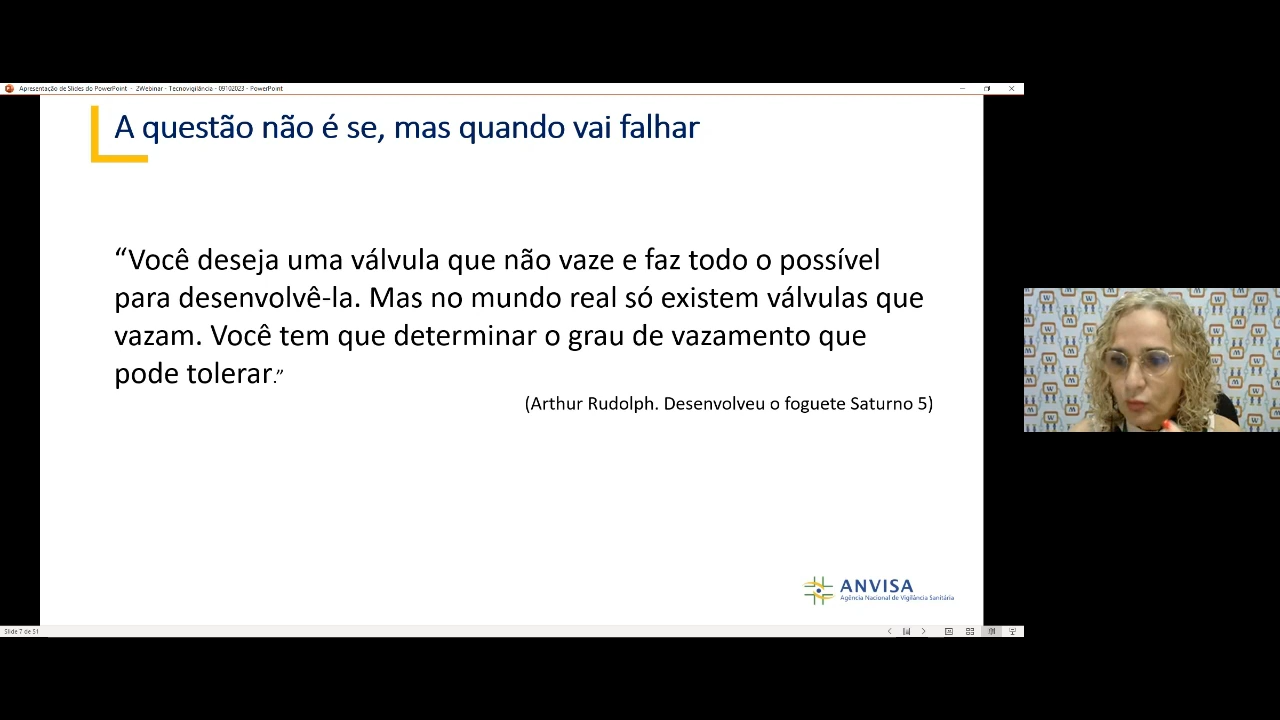 Apresentação de Slides do PowerPoint - 2Webinar - Tecnovigilância - 09102023 - PowerPoint
A questão não é se, mas quando vai falhar
“Você deseja uma válvula que não vaze e faz todo o possível
para desenvolvê-la. Mas no mundo real só existem válvulas que
vazam. Você tem que determinar o grau de vazamento que
pode tolerar.”
(Arthur Rudolph. Desenvolveu o foguete Saturno 5)
ANVISA
Agência Nacional de Vigilância Sanitária
Slide 7 de 51